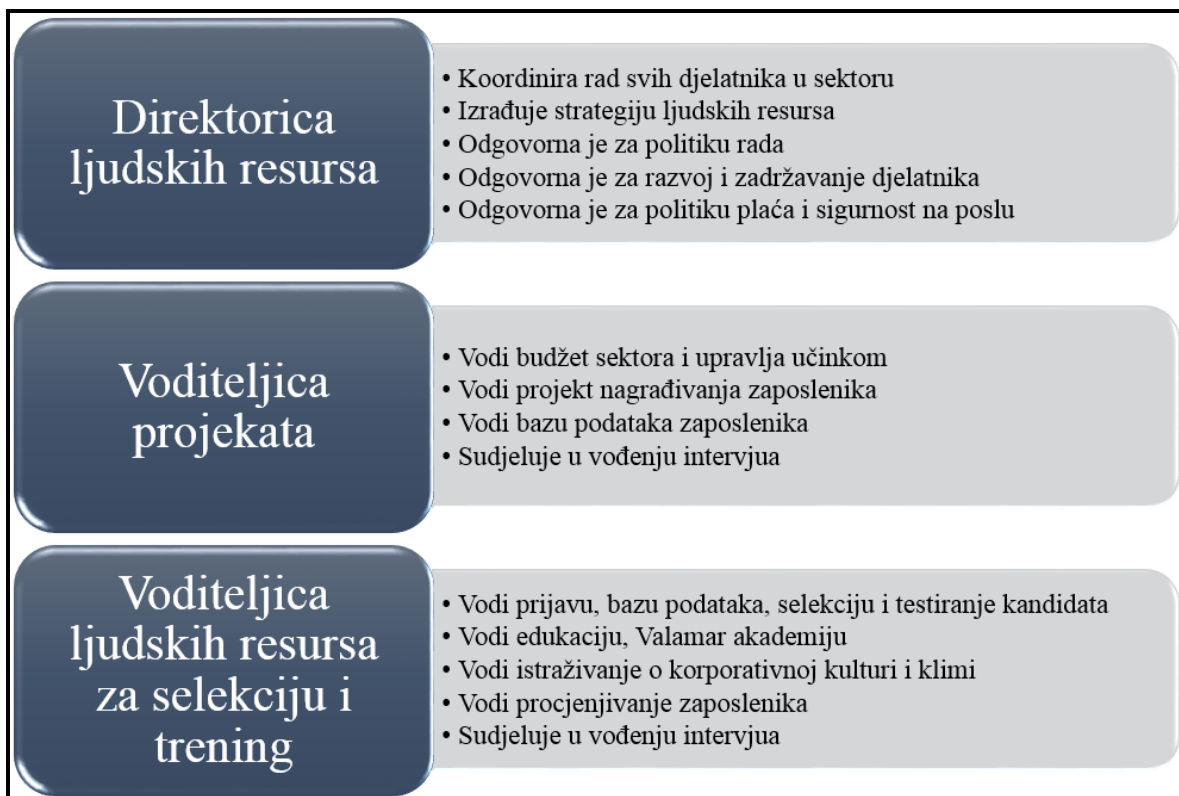 Direktorica
ljudskih resursa
• Koordinira rad svih djelatnika u sektoru
• Izrađuje strategiju ljudskih resursa
• Odgovorna je za politiku rada
• Odgovorna je za razvoj i zadržavanje djelatnika
• Odgovorna je za politiku plaća i sigurnost na poslu
Voditeljica
projekata
• Vodi budžet sektora i upravlja učinkom
• Vodi projekt nagrađivanja zaposlenika
• Vodi bazu podataka zaposlenika
• Sudjeluje u vođenju intervjua
Voditeljica
ljudskih resursa
za selekciju i
trening
• Vodi prijavu, bazu podataka, selekciju i testiranje kandidata
• Vodi edukaciju, Valamar akademiju
• Vodi istraživanje o korporativnoj kulturi i klimi
• Vodi procjenjivanje zaposlenika
• Sudjeluje u vođenju intervjua